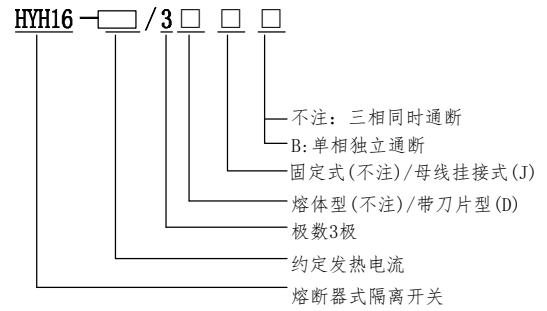 HYH16－□/3□ □ □
不注：三相同时通断
B:单相独立通断
固定式(不注)/母线挂接式(J)
熔体型(不注)/带刀片型(D)
极数3极
约定发热电流
熔断器式隔离开关